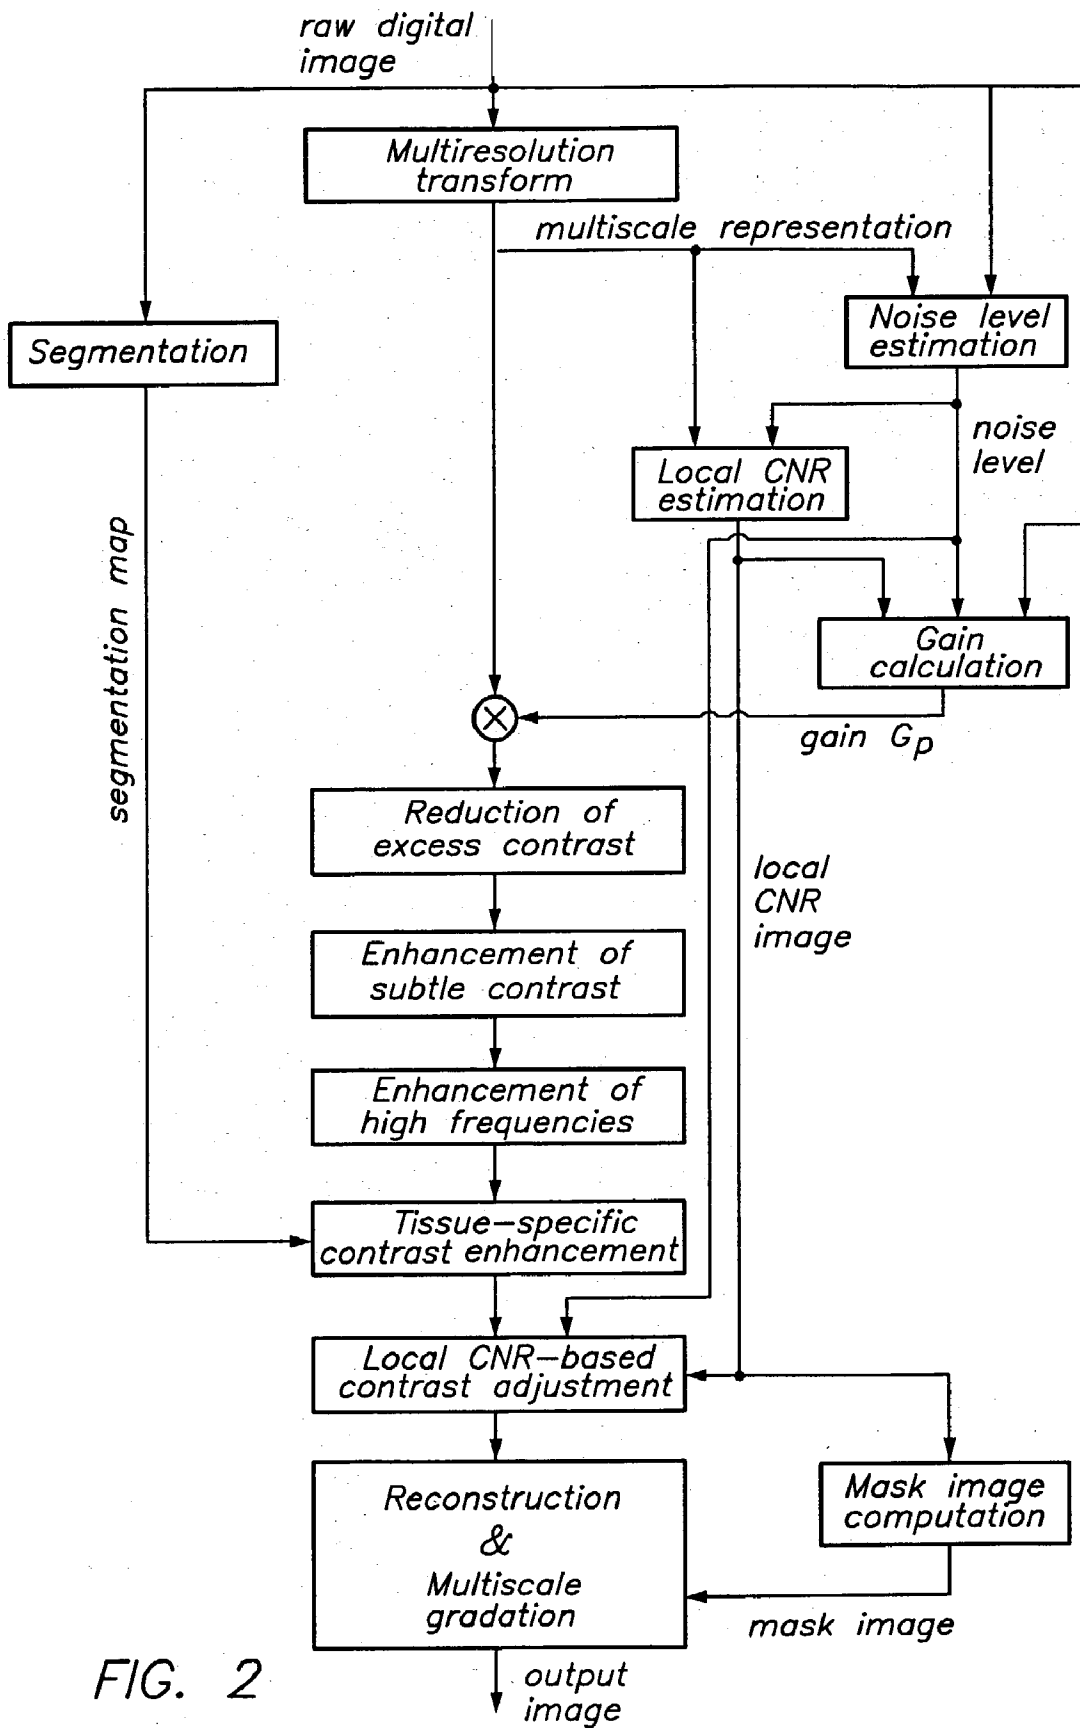 raw digital
image
Multiresolution
transform
multiscale representation
Noise level
estimation
Segmentation
noise
level
Local CNR
estimation
segmentation map
Gain
calculation
gain Gp
Reduction of
excess contrast
local
CNR
image
Enhancement of
subtle contrast
Enhancement of
high frequencies
Tissue-specific
contrast enhancement
Local CNR-based
contrast adjustment
Reconstruction
&
Multiscale
gradation
Mask image
computation
mask image
FIG. 2
output
image